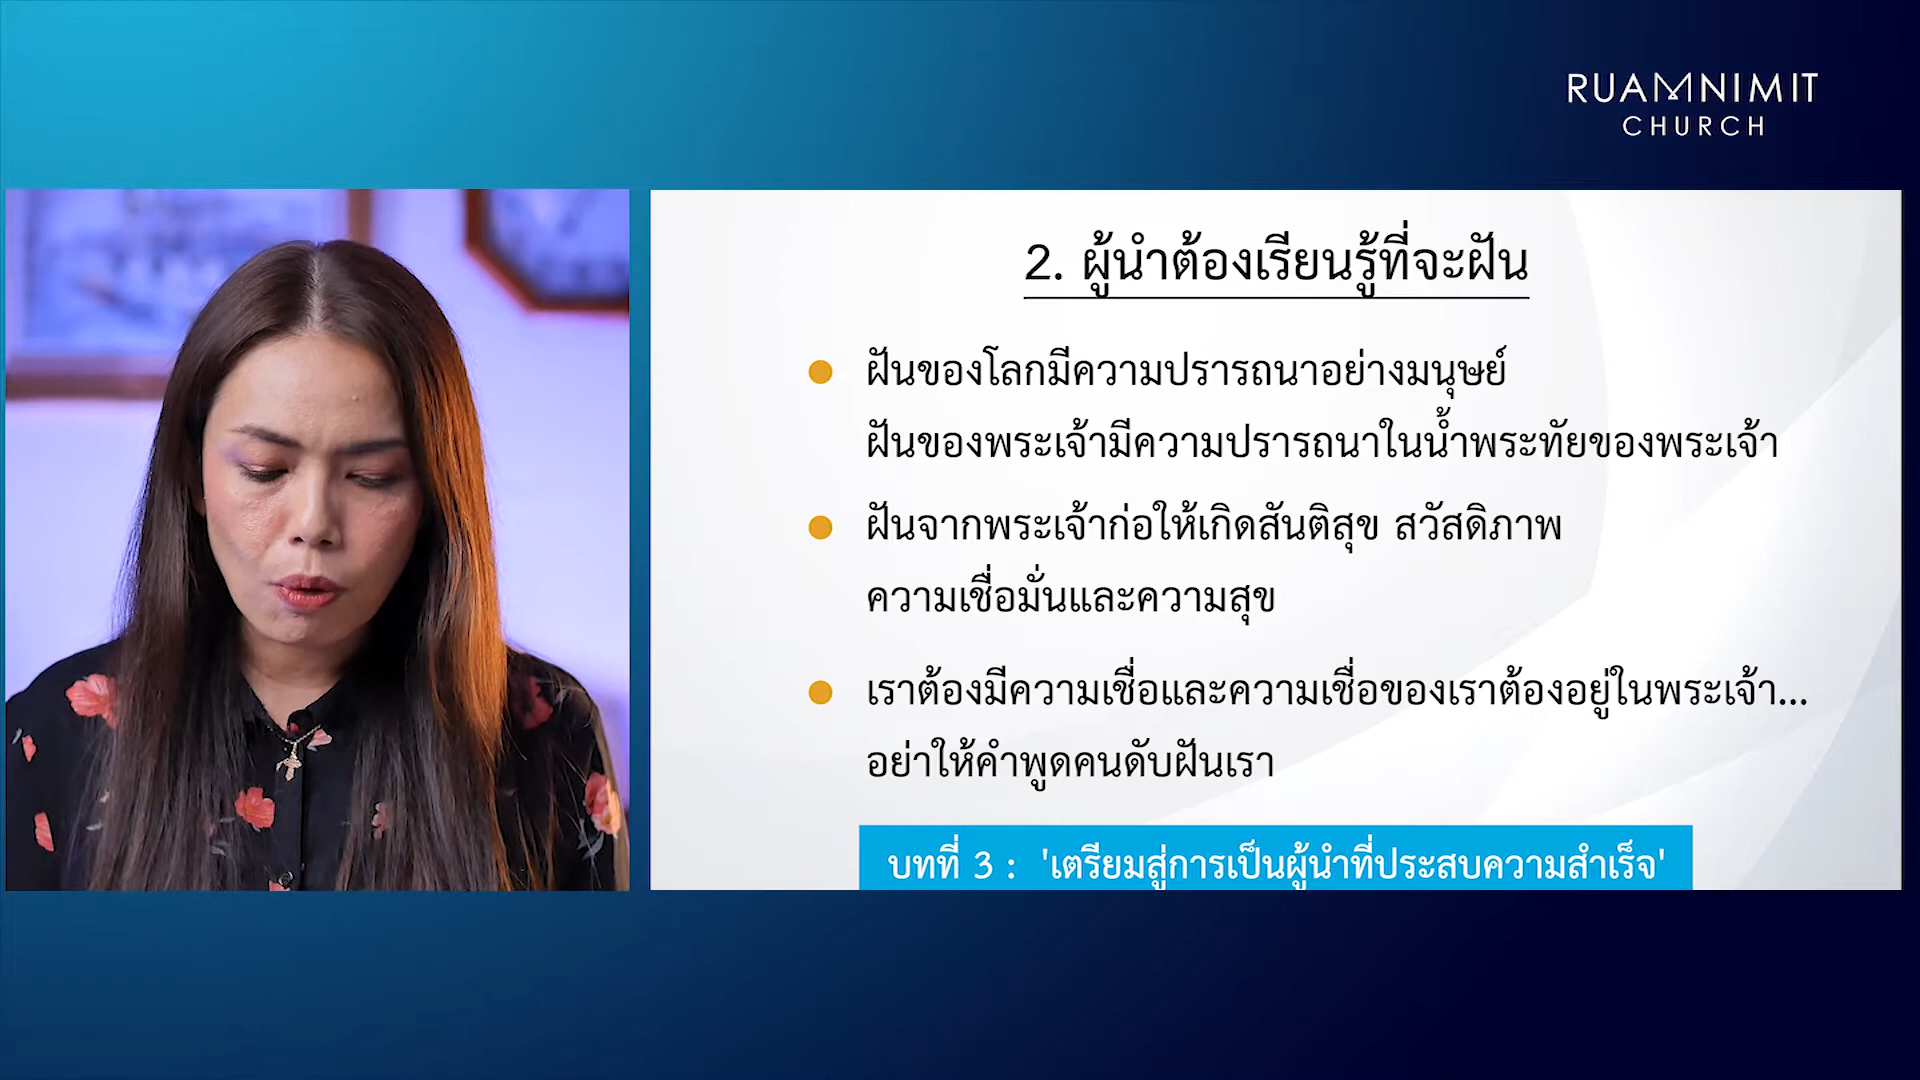 RUAMNIMIT
CHURCH
2. ผู้นำต้องเรียนรู้ที่จะฝัน
ฝันของโลกมีความปรารถนาอย่างมนุษย์
ฝันของพระเจ้ามีความปรารถนาในน้ำพระทัยของพระเจ้า
ฝันจากพระเจ้าก่อให้เกิดสันติสุข สวัสดิภาพ
ความเชื่อมั่นและความสุข
เราต้องมีความเชื่อและความเชื่อของเราต้องอยู่ในพระเจ้า...
อย่าให้คำพูดคนดับฝันเรา
บทที่ 3 : 'เตรียมสู่การเป็นผู้นำที่ประสบความสำเร็จ'